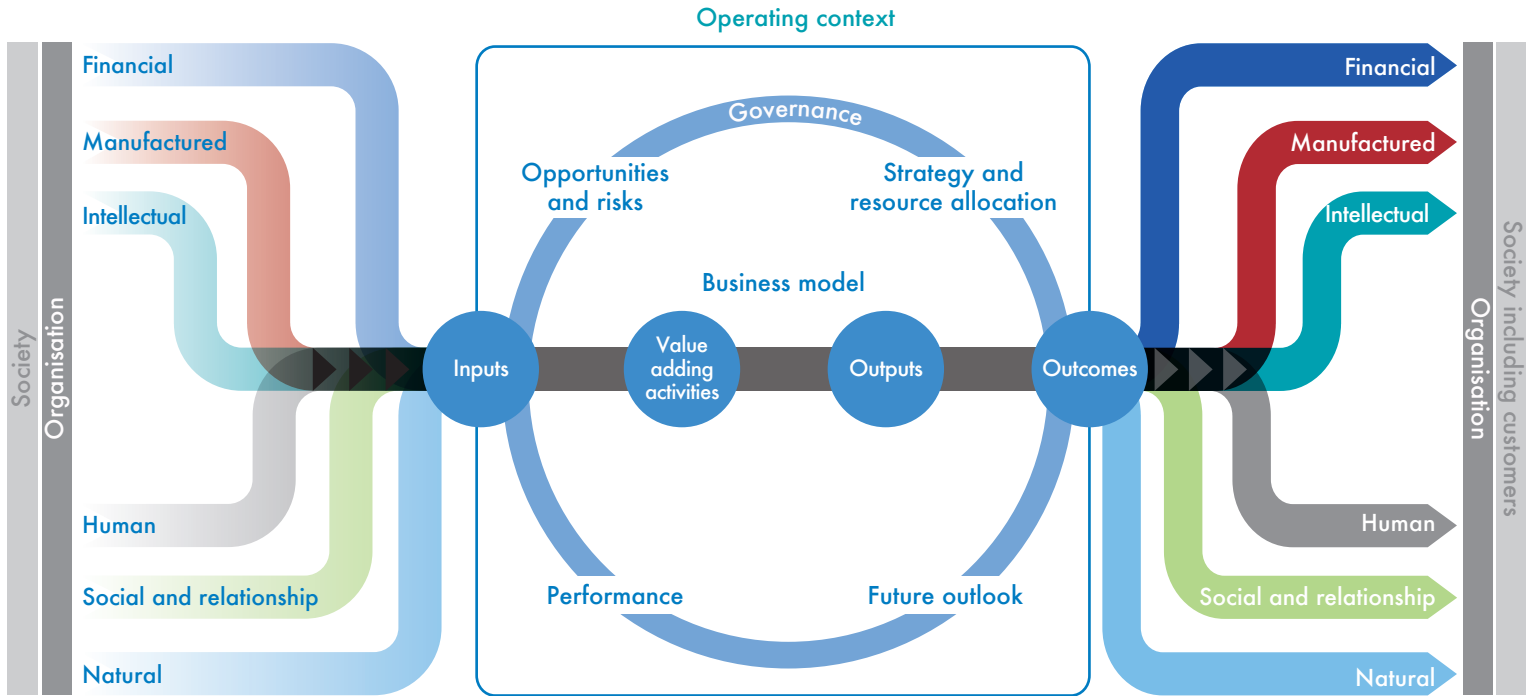 Operating context
Society
Organisation
Financial
Manufactured
Intellectual
Human
Social and relationship
Natural
Governance
Opportunities
and risks
Strategy and
resource allocation
Business model
Inputs
Value
adding
activities
Outputs
Outcomes
Performance
Future outlook
Financial
Manufactured
Intellectual
Human
Social and relationship
Natural
Organisation
Society including customers